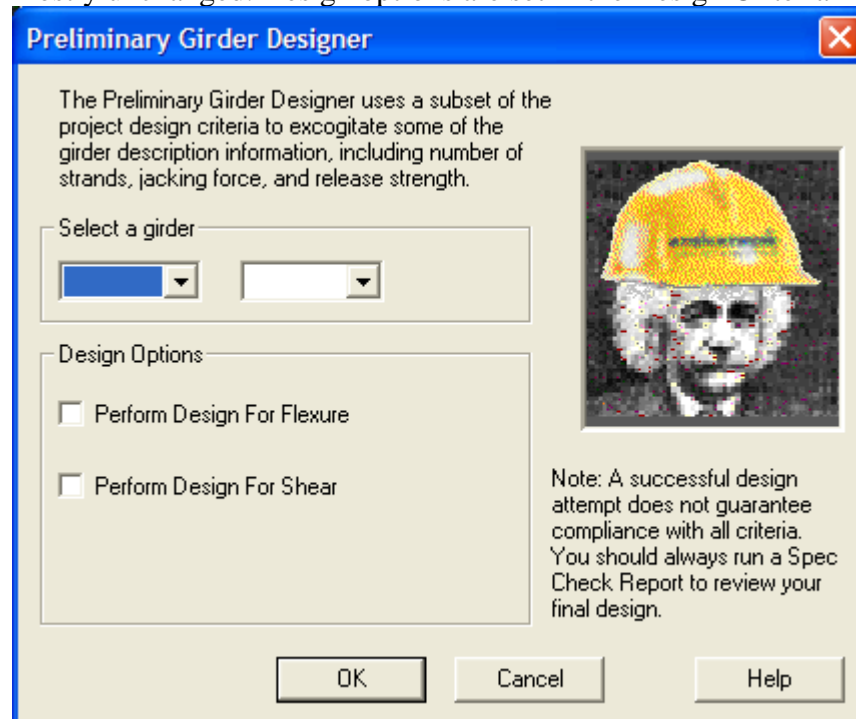 Preliminary Girder Designer
The Preliminary Girder Designer uses a subset of the
project design criteria to excogitate some of the
girder description information, including number of
strands, jacking force, and release strength.
Select a girder
Design Options
Perform Design For Flexure
Perform Design For Shear
Note: A successful design
attempt does not guarantee
compliance with all criteria.
You should always run a Spec
Check Report to review your
final design.
OK
Cancel
Help